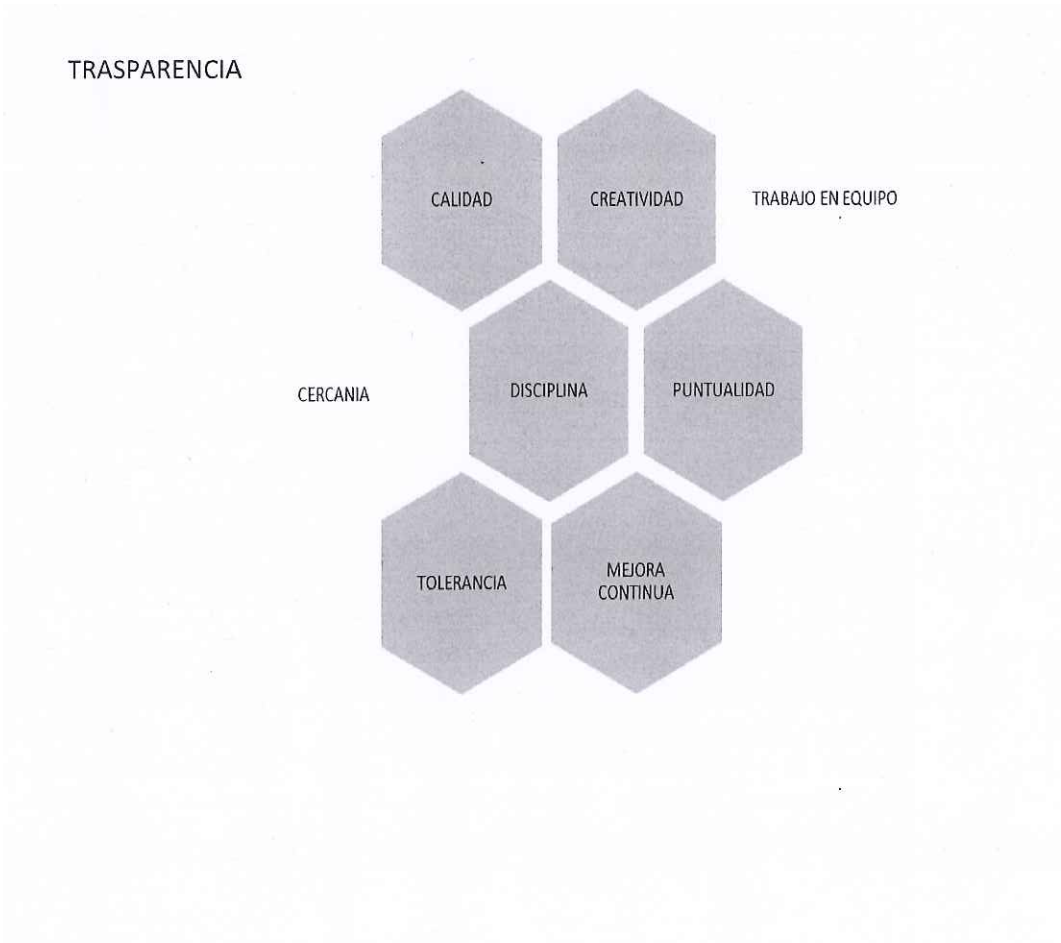 TRASPARENCIA
CALIDAD
CREATIVIDAD
TRABAJO EN EQUIPO
CERCANIA
DISCIPLINA
PUNTUALIDAD
TOLERANCIA
MEJORA
CONTINUA